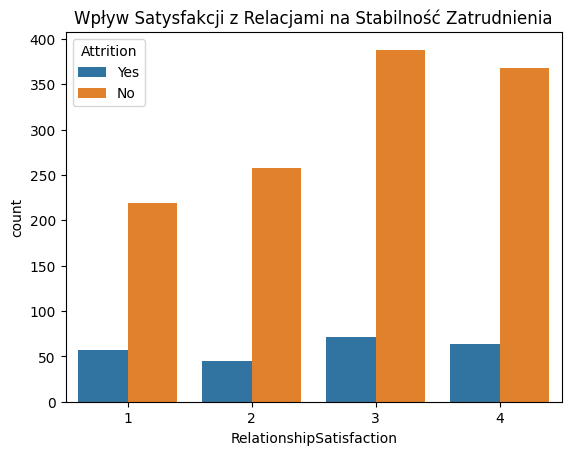 Wpływ Satysfakcji z Relacjami na Stabilność Zatrudnienia
Attrition
Yes
No
400
350
300
250
200
150
100
50
0
count
1 2 3 4
RelationshipSatisfaction